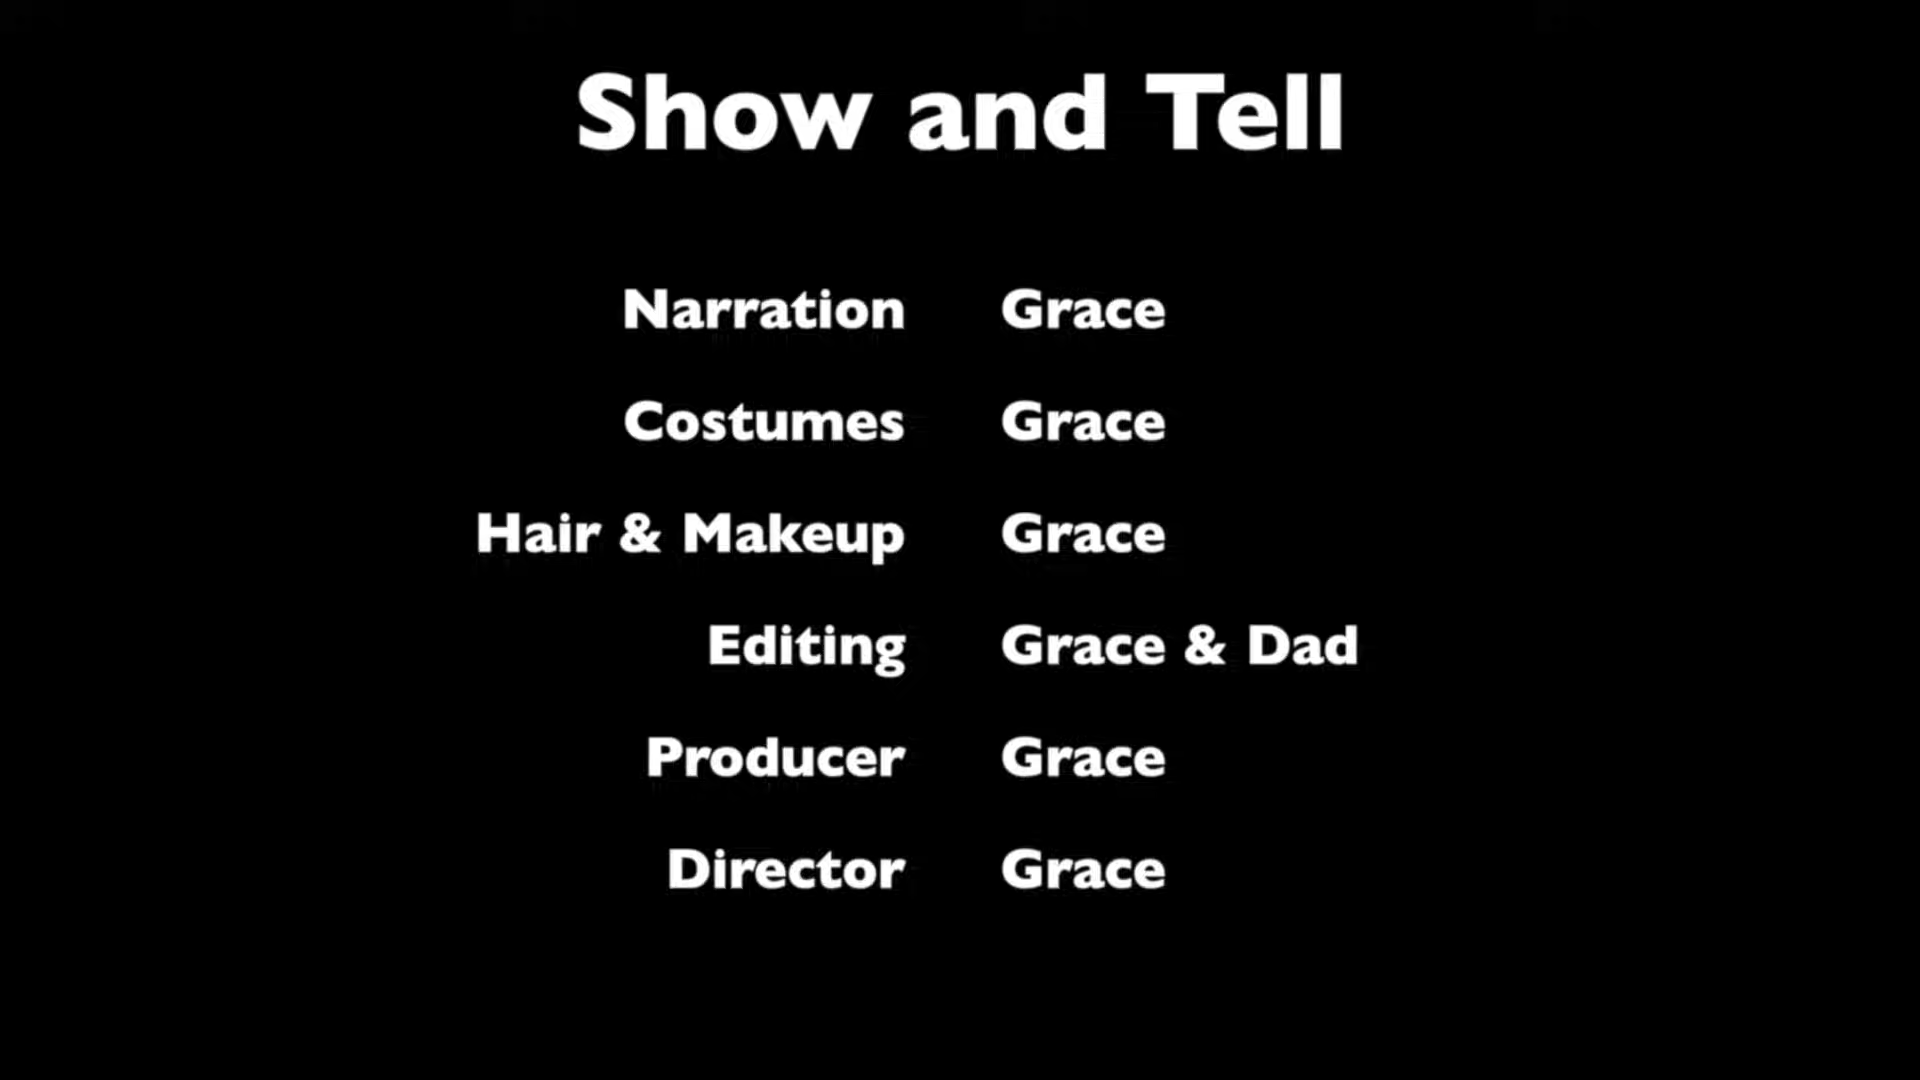 Show and Tell
Narration Grace
Costumes Grace
Hair & Makeup Grace
Editing Grace & Dad
Producer Grace
Director Grace